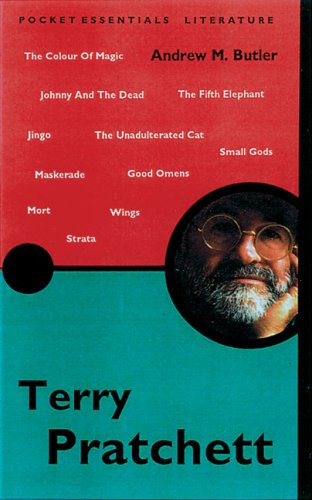 POCKET ESSENTIALS LITERATURE
The Colour Of Magic
Andrew M. Butler
Johnny And The Dead
The Fifth Elephant
Jingo
The Unadulterated Cat
Small Gods
Maskerade
Good Omens
Mort
Wings
Strata
Terry
Pratchett